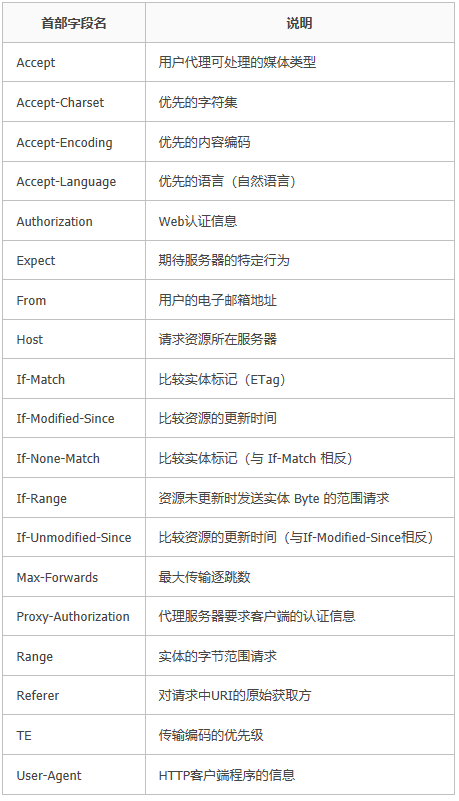 首部字段名 说明
Accept 用户代理可处理的媒体类型
Accept-Charset 优先的字符集
Accept-Encoding 优先的内容编码
Accept-Language 优先的语言（自然语言）
Authorization Web认证信息
Expect 期待服务器的特定行为
From 用户的电子邮箱地址
Host 请求资源所在服务器
If-Match 比较实体标记（ETag）
If-Modified-Since 比较资源的更新时间
If-None-Match 比较实体标记（与 If-Match 相反）
If-Range 资源未更新时发送实体 Byte 的范围请求
If-Unmodified-Since 比较资源的更新时间（与If-Modified-Since相反）
Max-Forwards 最大传输逐跳数
Proxy-Authorization 代理服务器要求客户端的认证信息
Range 实体的字节范围请求
Referer 对请求中URI的原始获取方
TE 传输编码的优先级
User-Agent HTTP客户端程序的信息